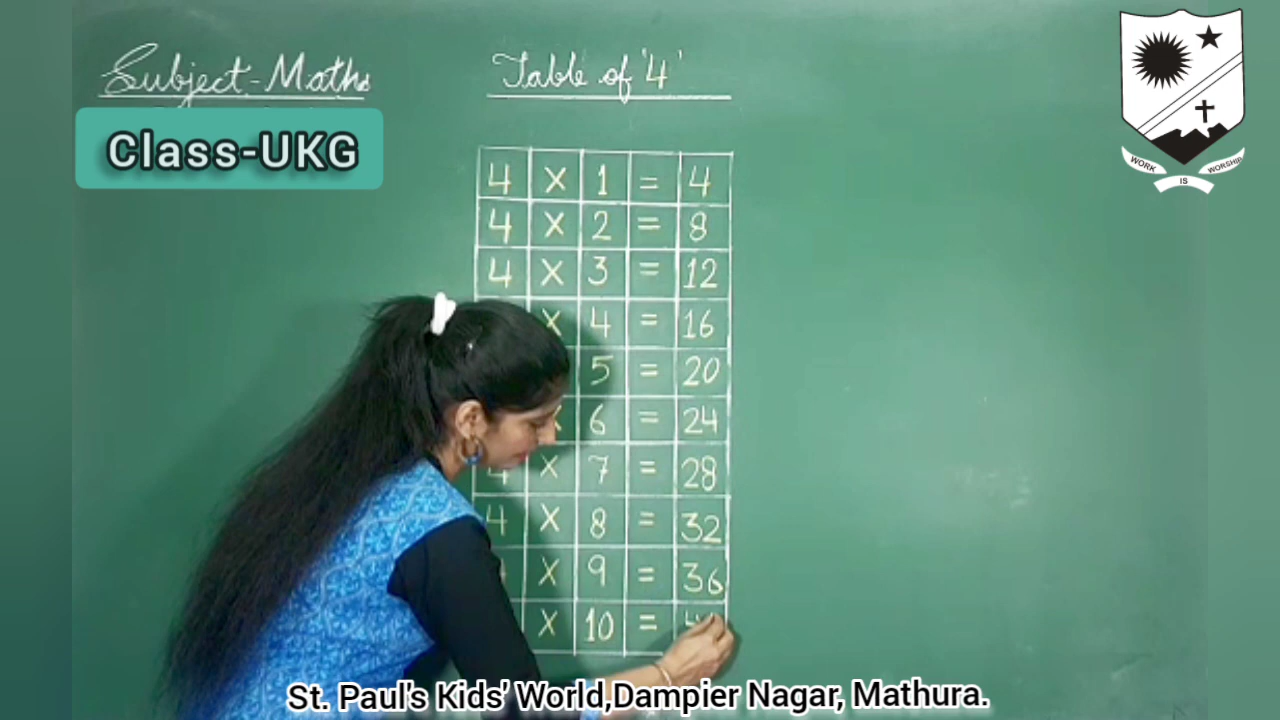 Subject-Maths
Table of '4'
Class-UKG
WORK IS WORSHIP
4 × 1 = 4
4 × 2 = 8
4 × 3 = 12
× 4 = 16
5 = 20
6 = 24
4 × 7 = 28
4 × 8 = 32
× 9 = 36
× 10 =
St. Paul's Kids' World,Dampier Nagar, Mathura.